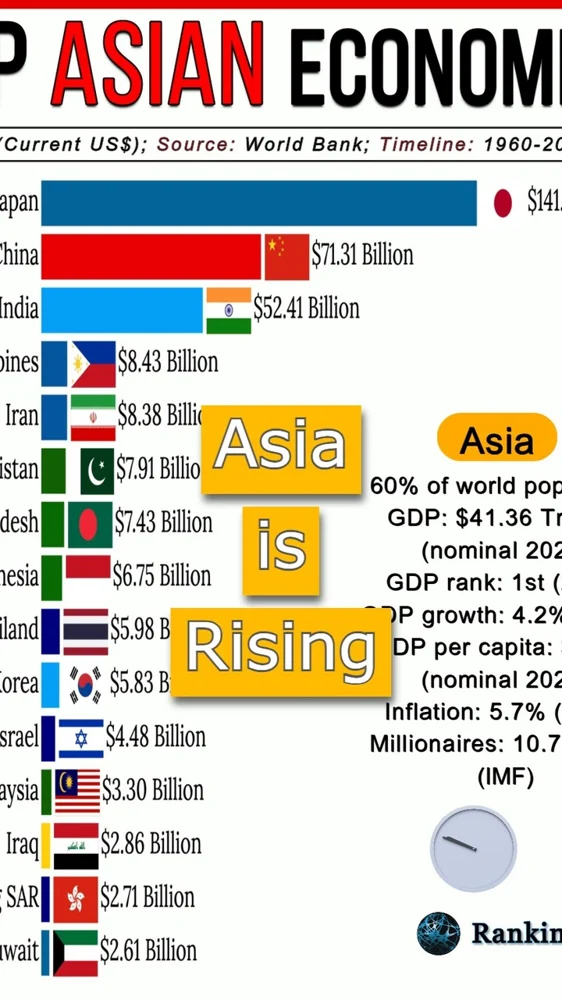 P ASIAN ECONOMI
(Current US$); Source: World Bank; Timeline: 1960-20
apan $141.
China $71.31 Billion
India $52.41 Billion
pines $8.43 Billion
Iran $8.38 Billio
istan $7.91 Billio
desh $7.43 Billion
nesia $6.75 Billion
iland $5.98 B
Korea $5.83 B
srael $4.48 Billion
aysia $3.30 Billion
Iraq $2.86 Billion
g SAR $2.71 Billion
uwait $2.61 Billion
Asia
is
Rising
Asia
60% of world pop
GDP: $41.36 Tr
(nominal 202
GDP rank: 1st (
GDP growth: 4.2%
DP per capita:
(nominal 202
Inflation: 5.7% (
Millionaires: 10.7
(IMF)
Rankin